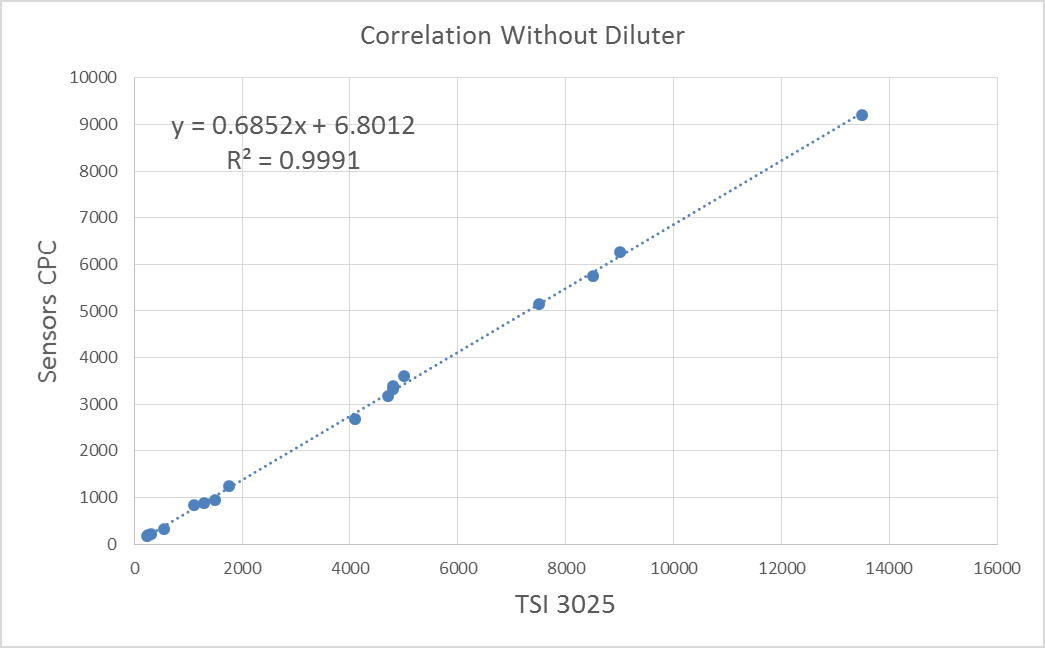 Correlation Without Diluter
10000
9000
8000
7000
6000
5000
4000
3000
2000
1000
0
y = 0.6852x + 6.8012
R² = 0.9991
Sensors CPC
0 2000 4000 6000 8000 10000 12000 14000 16000
TSI 3025